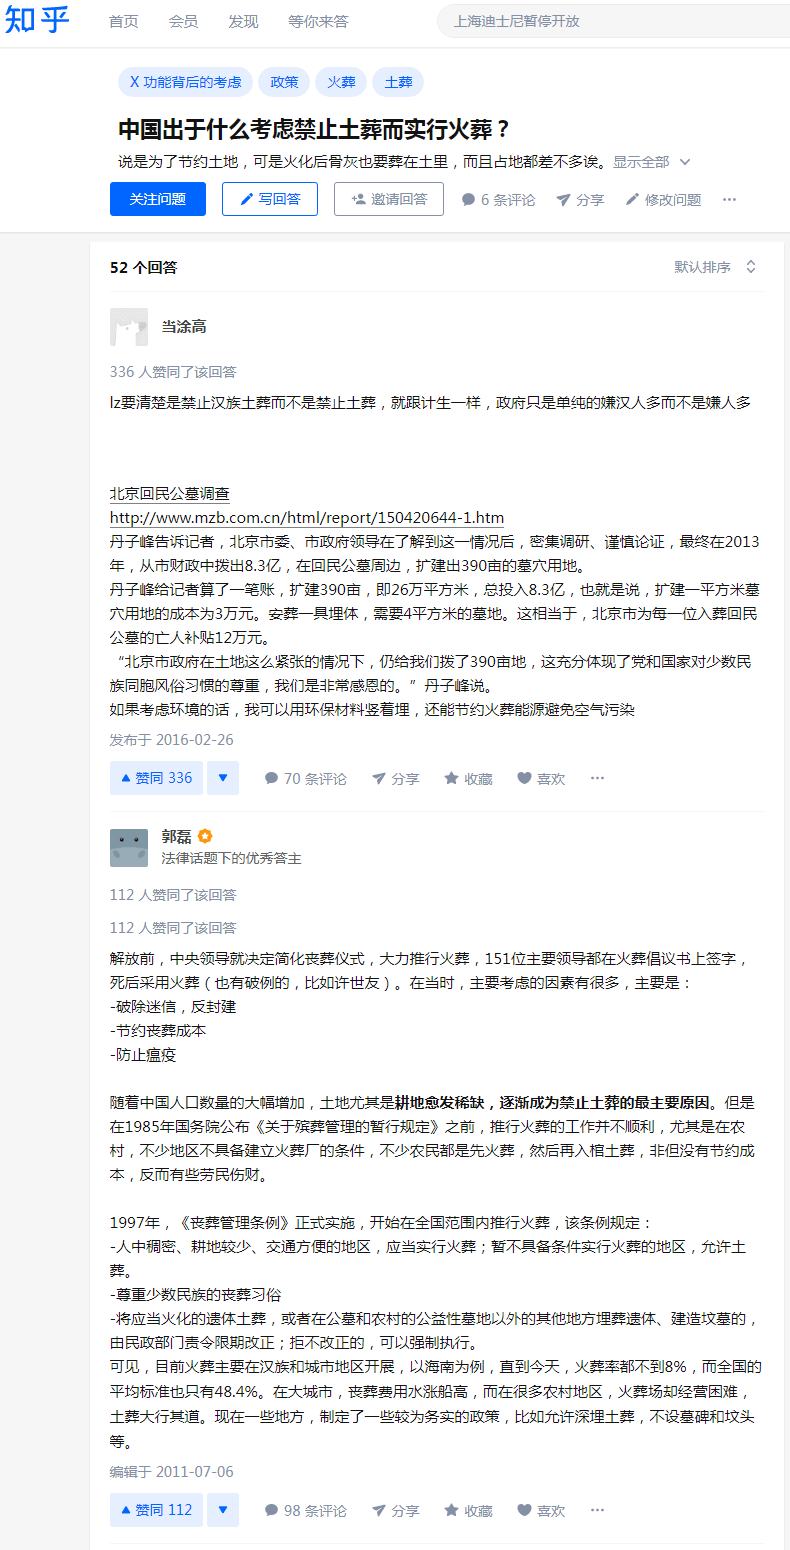 知乎 首页 会员 发现 等你来答 上海迪士尼暂停开放
X 功能背后的考虑 政策 火葬 土葬
中国出于什么考虑禁止土葬而实行火葬？
说是为了节约土地，可是火化后骨灰也要葬在土里，而且占地都差不多诶。显示全部
关注问题 写回答 邀请回答 6 条评论 分享 修改问题 ···
52 个回答 默认排序
当涂高
336 人赞同了该回答
lz要清楚是禁止汉族土葬而不是禁止土葬，就跟计生一样，政府只是单纯的嫌汉人多而不是嫌人多
北京回民公墓调查
http://www.mzb.com.cn/html/report/150420644-1.htm
丹子峰告诉记者，北京市委、市政府领导在了解到这一情况后，密集调研、谨慎论证，最终在2013
年，从市财政中拨出8.3亿，在回民公墓周边，扩建出390亩的墓穴用地。
丹子峰给记者算了一笔账，扩建390亩，即26万平方米，总投入8.3亿，也就是说，扩建一平方米墓
穴用地的成本为3万元。安葬一具埋体，需要4平方米的墓地。这相当于，北京市为每一位入葬回民
公墓的亡人补贴12万元。
“北京市政府在土地这么紧张的情况下，仍给我们拨了390亩地，这充分体现了党和国家对少数民
族同胞风俗习惯的尊重，我们是非常感恩的。”丹子峰说。
如果考虑环境的话，我可以用环保材料竖着埋，还能节约火葬能源避免空气污染
发布于 2016-02-26
赞同 336 70 条评论 分享 收藏 喜欢 ···
郭磊
法律话题下的优秀答主
112 人赞同了该回答
112 人赞同了该回答
解放前，中央领导就决定简化丧葬仪式，大力推行火葬，151位主要领导都在火葬倡议书上签字，
死后采用火葬（也有破例的，比如许世友）。在当时，主要考虑的因素有很多，主要是：
-破除迷信，反封建
-节约丧葬成本
-防止瘟疫
随着中国人口数量的大幅增加，土地尤其是耕地愈发稀缺，逐渐成为禁止土葬的最主要原因。但是
在1985年国务院公布《关于殡葬管理的暂行规定》之前，推行火葬的工作并不顺利，尤其是在农
村，不少地区不具备建立火葬厂的条件，不少农民都是先火葬，然后再入棺土葬，非但没有节约成
本，反而有些劳民伤财。
1997年，《丧葬管理条例》正式实施，开始在全国范围内推行火葬，该条例规定：
-人中稠密、耕地较少、交通方便的地区，应当实行火葬；暂不具备条件实行火葬的地区，允许土
葬。
-尊重少数民族的丧葬习俗
-将应当火化的遗体土葬，或者在公墓和农村的公益性墓地以外的其他地方埋葬遗体、建造坟墓的，
由民政部门责令限期改正；拒不改正的，可以强制执行。
可见，目前火葬主要在汉族和城市地区开展，以海南为例，直到今天，火葬率都不到8%，而全国的
平均标准也只有48.4%。在大城市，丧葬费用水涨船高，而在很多农村地区，火葬场却经营困难，
土葬大行其道。现在一些地方，制定了一些较为务实的政策，比如允许深埋土葬，不设墓碑和坟头
等。
编辑于 2011-07-06
赞同 112 98 条评论 分享 收藏 喜欢 ···